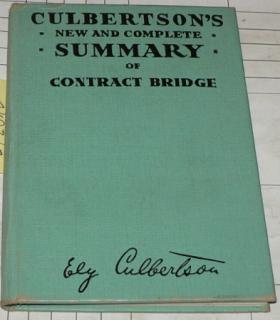 CULBERTSON'S
• NEW AND COMPLETE •
• SUMMARY •
OF
CONTRACT BRIDGE
Ely Culbertson